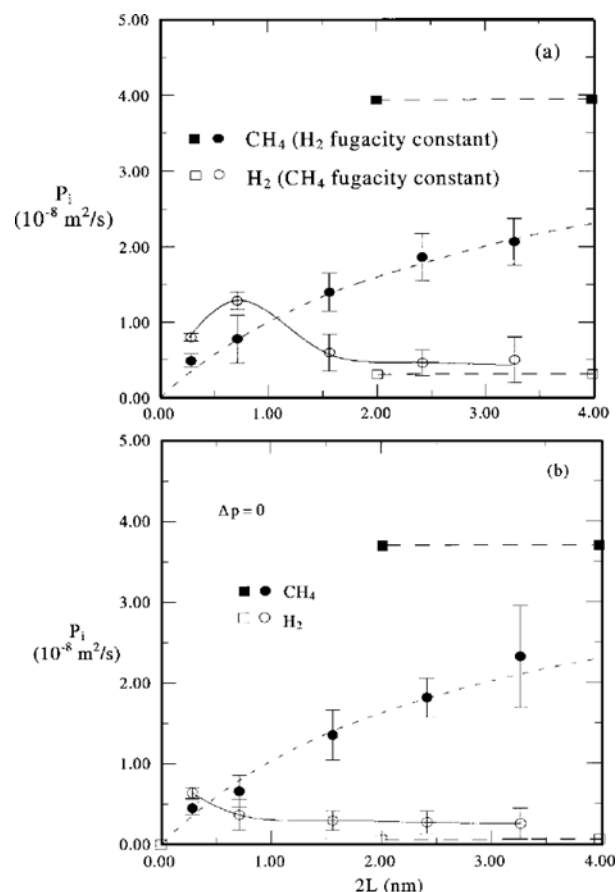 5.00
(a)
4.00
CH₄ (H₂ fugacity constant)
H₂ (CH₄ fugacity constant)
3.00
Pᵢ
(10⁻⁸ m²/s)
2.00
1.00
0.00
0.00 1.00 2.00 3.00 4.00
5.00
(b)
Δp = 0
4.00
CH₄
H₂
3.00
Pᵢ
(10⁻⁸ m²/s)
2.00
1.00
0.00
0.00 1.00 2.00 3.00 4.00
2L (nm)